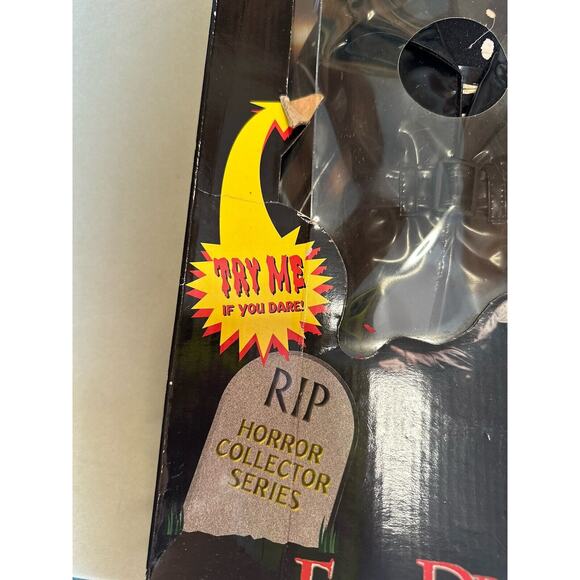 TRY ME
IF YOU DARE!
RIP
HORROR
COLLECTOR
SERIES